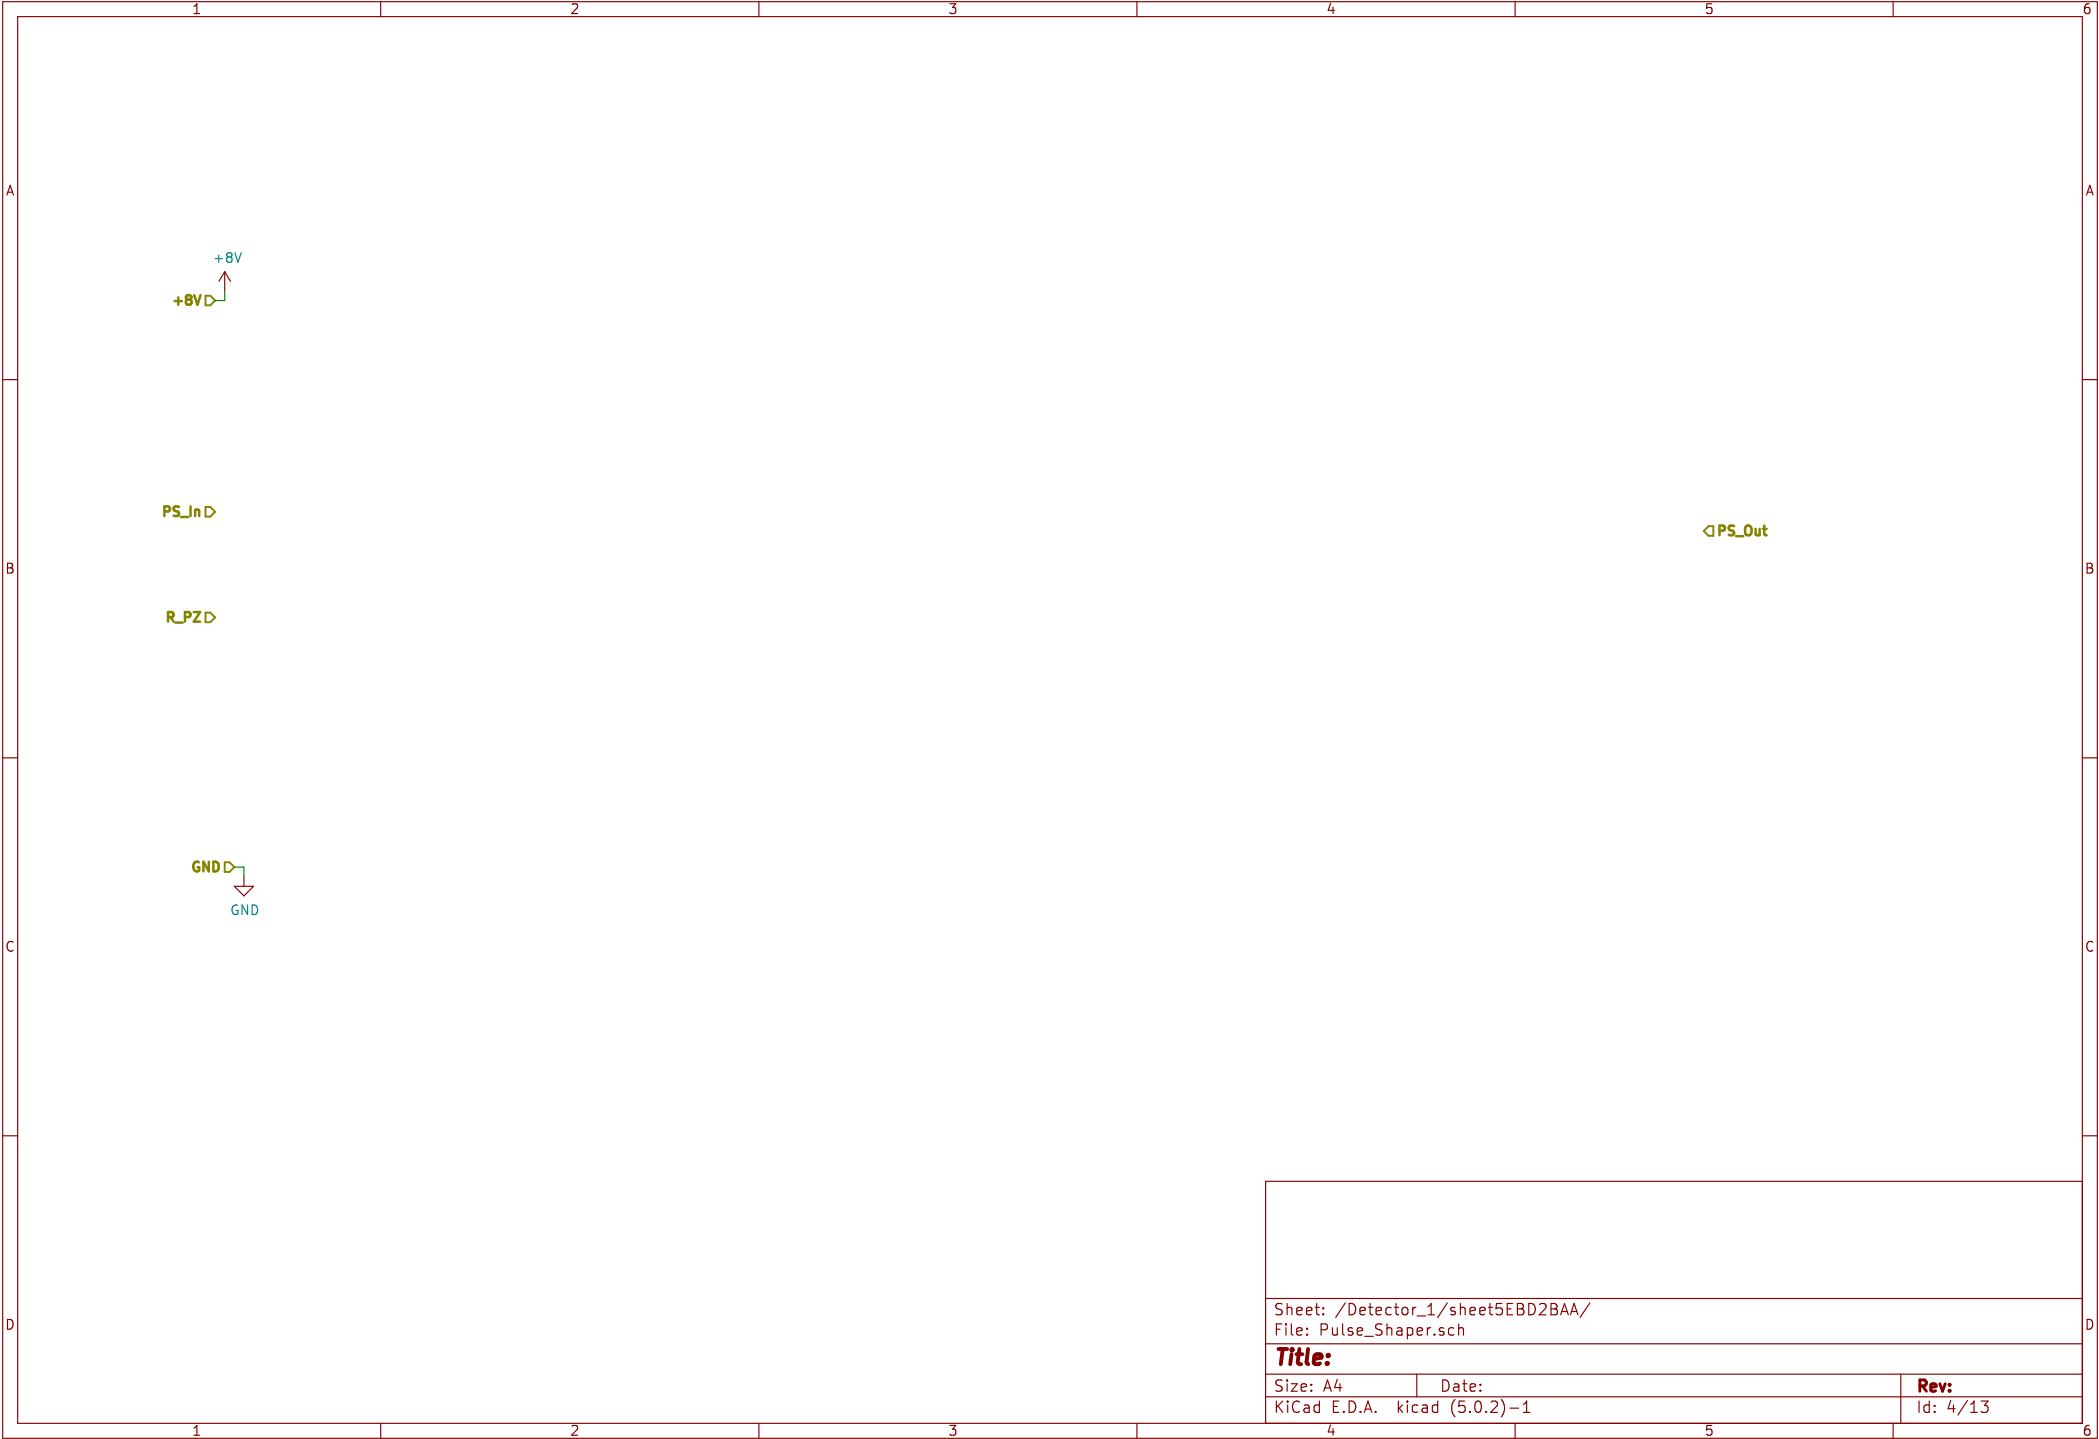 1 2 3 4 5 6
A A
+8V
+8V
PS_In
PS_Out
B B
R_PZ
GND
GND
C C
Sheet: /Detector_1/sheet5EBD2BAA/
File: Pulse_Shaper.sch
D D
Title:
Size: A4 Date: Rev:
KiCad E.D.A. kicad (5.0.2)-1 Id: 4/13
1 2 3 4 5 6